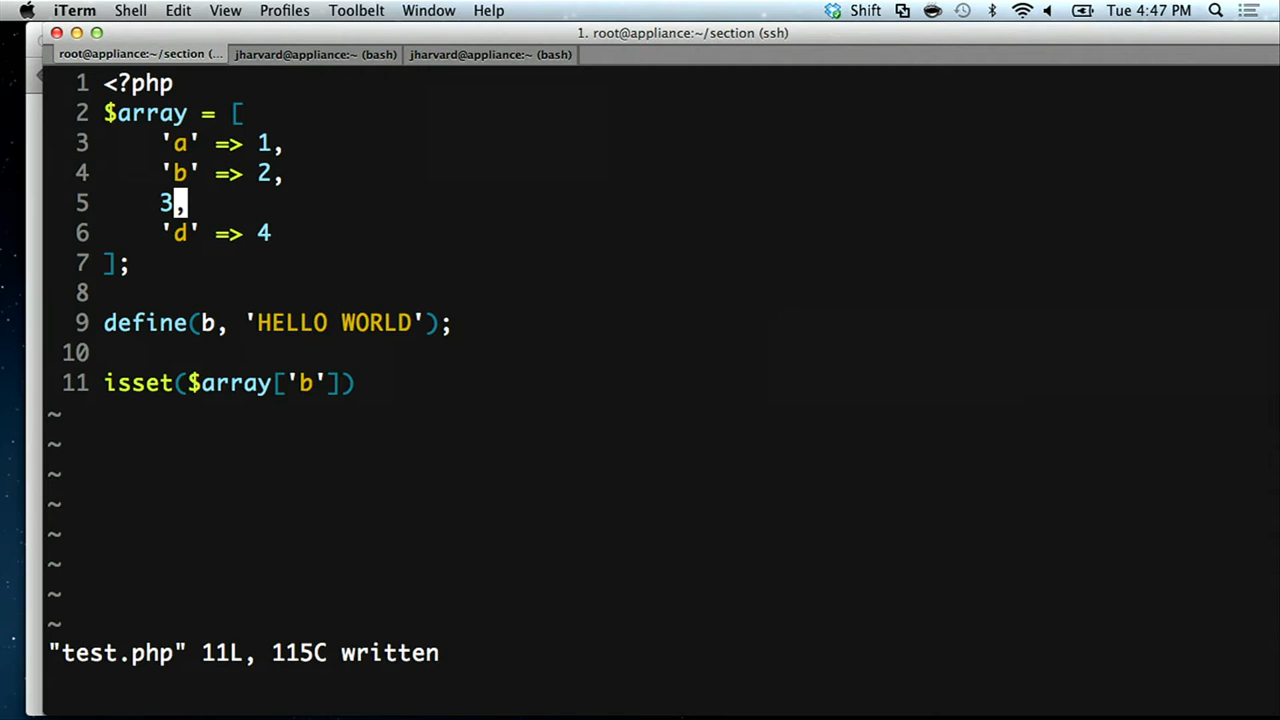 iTerm Shell Edit View Profiles Toolbelt Window Help Shift Tue 4:47 PM
1. root@appliance:~/section (ssh)
root@appliance:~/section (... jharvard@appliance:~ (bash) jharvard@appliance:~ (bash)
1 <?php
2 $array = [
3 'a' => 1,
4 'b' => 2,
5 3,
6 'd' => 4
7 ];
8
9 define(b, 'HELLO WORLD');
10
11 isset($array['b'])
~
~
~
~
~
~
~
~
"test.php" 11L, 115C written